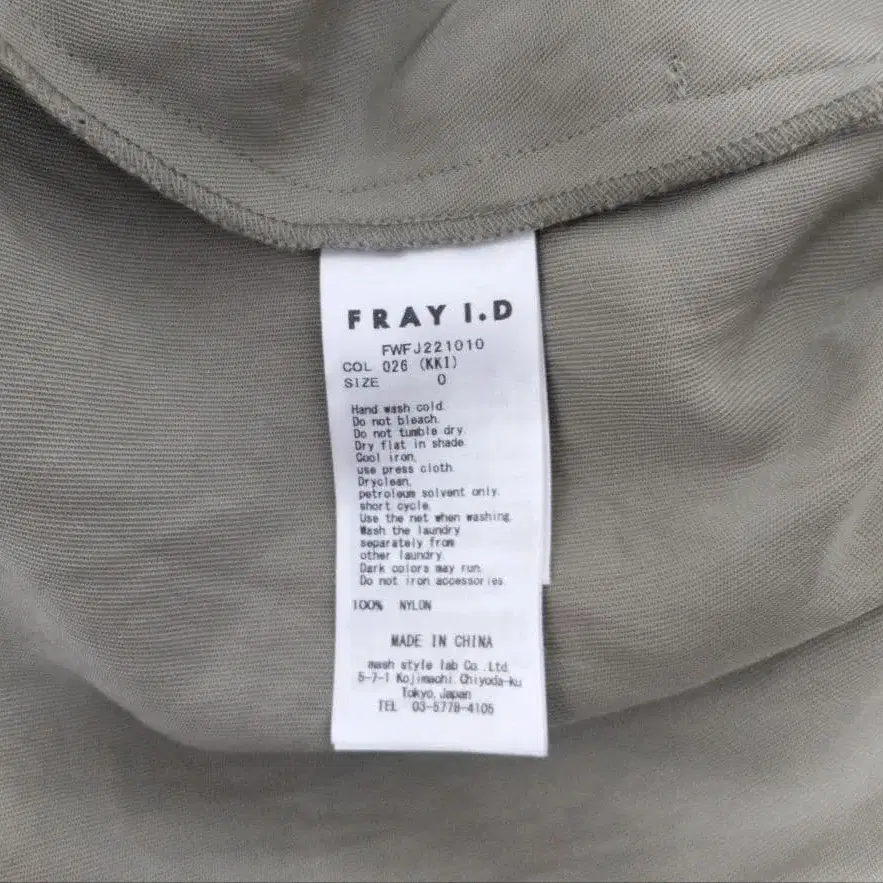 FRAY I.D
FWFJ221010
COL 026 (KKI)
SIZE 0
Hand wash cold.
Do not bleach.
Do not tumble dry.
Dry flat in shade.
Cool iron,
use press cloth.
Dryclean,
petroleum solvent only.
short cycle,
Use the net when washing.
Wash the laundry
separately from
other laundry.
Dark colors may run.
Do not iron accessories.
100% NYLON
MADE IN CHINA
mash style lab Co.,Ltd.
5-7-1 Kojimachi, Chiyoda-ku
Tokyo, Japan
TEL 03-5778-4105